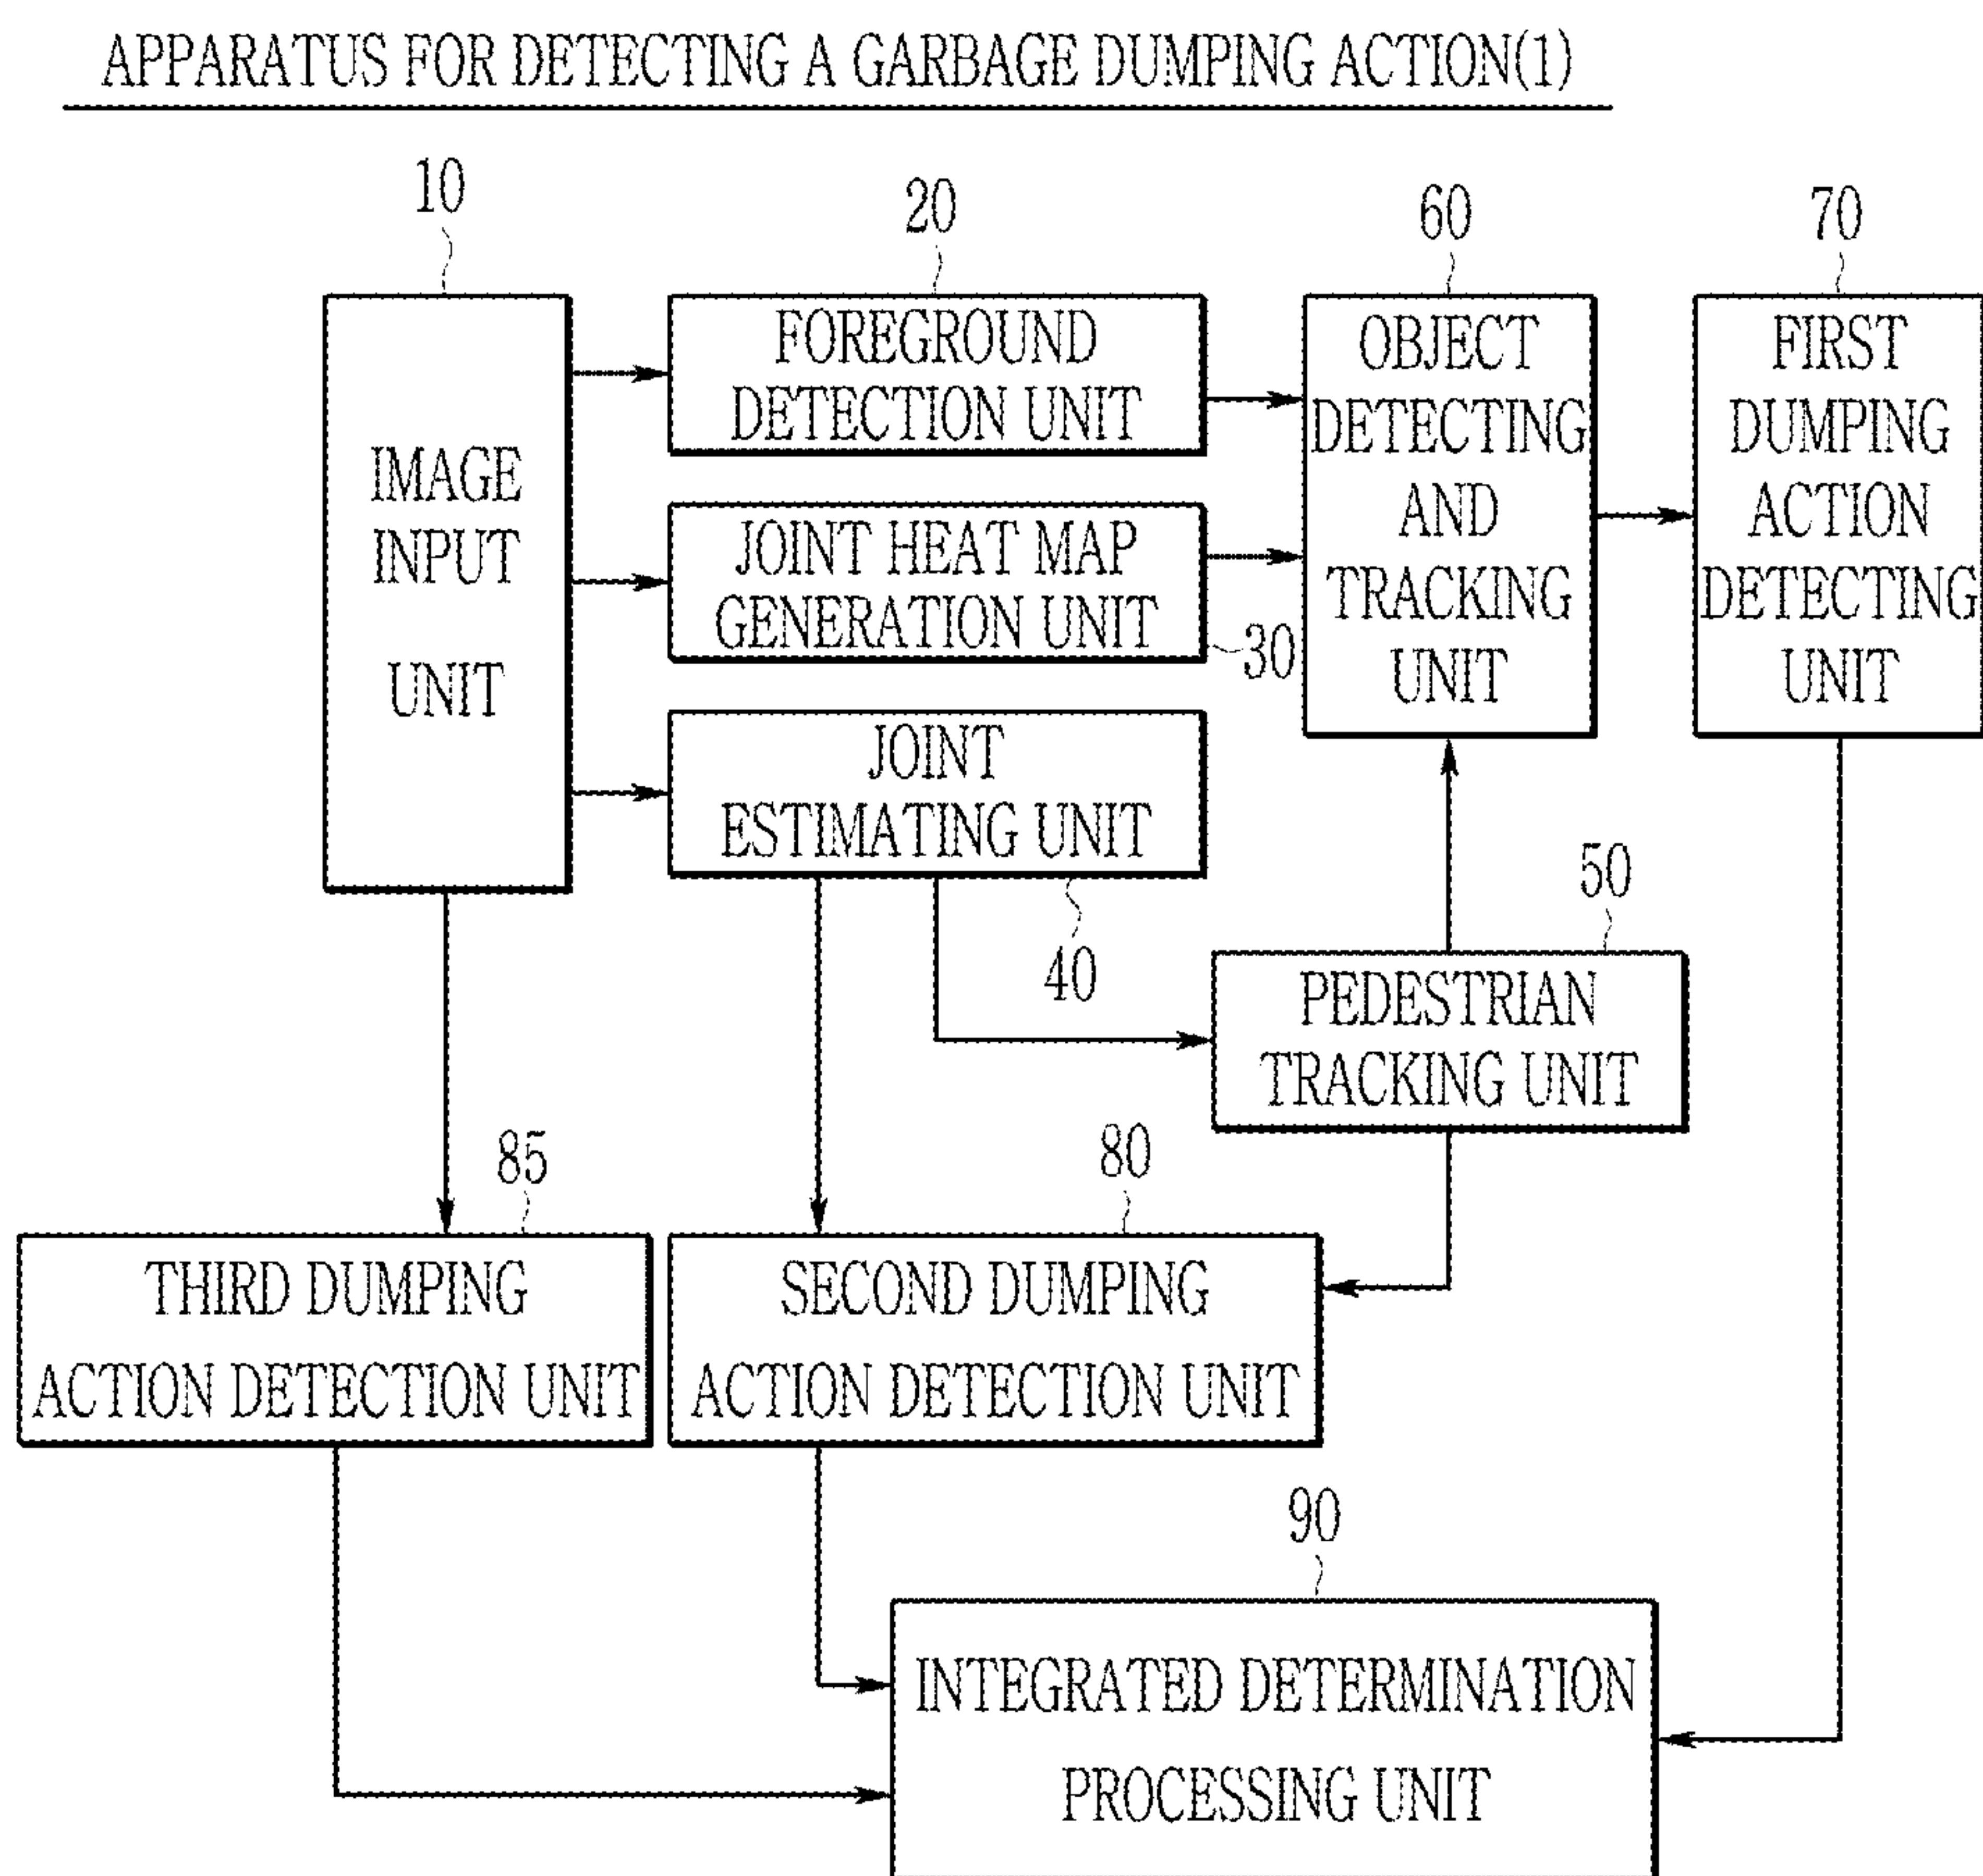 APPARATUS FOR DETECTING A GARBAGE DUMPING ACTION(1)
10
20
60
70
IMAGE
INPUT
UNIT
FOREGROUND
DETECTION UNIT
JOINT HEAT MAP
GENERATION UNIT
30
JOINT
ESTIMATING UNIT
40
OBJECT
DETECTING
AND
TRACKING
UNIT
FIRST
DUMPING
ACTION
DETECTING
UNIT
50
PEDESTRIAN
TRACKING UNIT
85
THIRD DUMPING
ACTION DETECTION UNIT
80
SECOND DUMPING
ACTION DETECTION UNIT
90
INTEGRATED DETERMINATION
PROCESSING UNIT